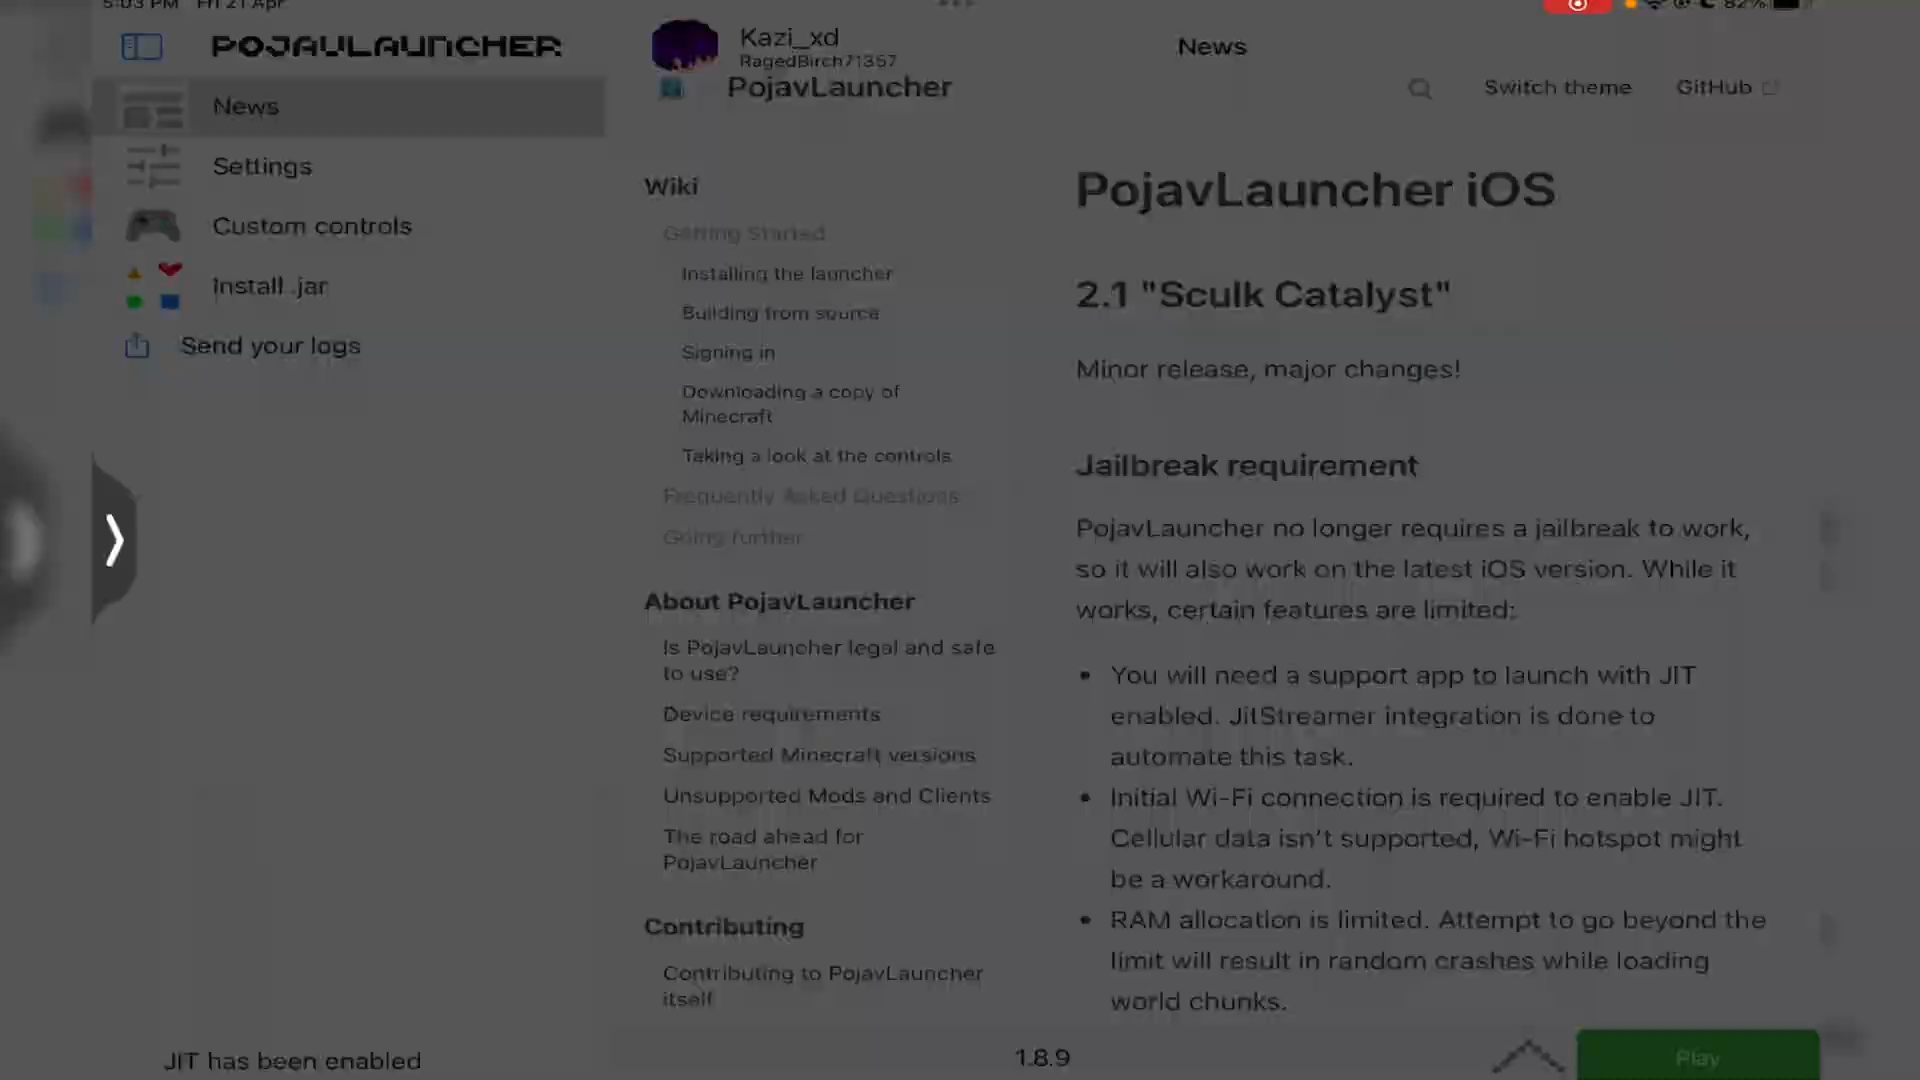 5:03 PM Fri 21 Apr
82%
POJAVLAUNCHER
News
Settings
Custom controls
Install .jar
Send your logs
JIT has been enabled
Kazi_xd
RagedBirch71357
PojavLauncher
News
Switch theme
GitHub
Wiki
Getting Started
Installing the launcher
Building from source
Signing in
Downloading a copy of
Minecraft
Taking a look at the controls
Frequently Asked Questions
Going further
About PojavLauncher
Is PojavLauncher legal and safe
to use?
Device requirements
Supported Minecraft versions
Unsupported Mods and Clients
The road ahead for
PojavLauncher
Contributing
Contributing to PojavLauncher
itself
PojavLauncher iOS
2.1 "Sculk Catalyst"
Minor release, major changes!
Jailbreak requirement
PojavLauncher no longer requires a jailbreak to work,
so it will also work on the latest iOS version. While it
works, certain features are limited:
• You will need a support app to launch with JIT
enabled. JitStreamer integration is done to
automate this task.
• Initial Wi-Fi connection is required to enable JIT.
Cellular data isn't supported, Wi-Fi hotspot might
be a workaround.
• RAM allocation is limited. Attempt to go beyond the
limit will result in random crashes while loading
world chunks.
1.8.9
Play